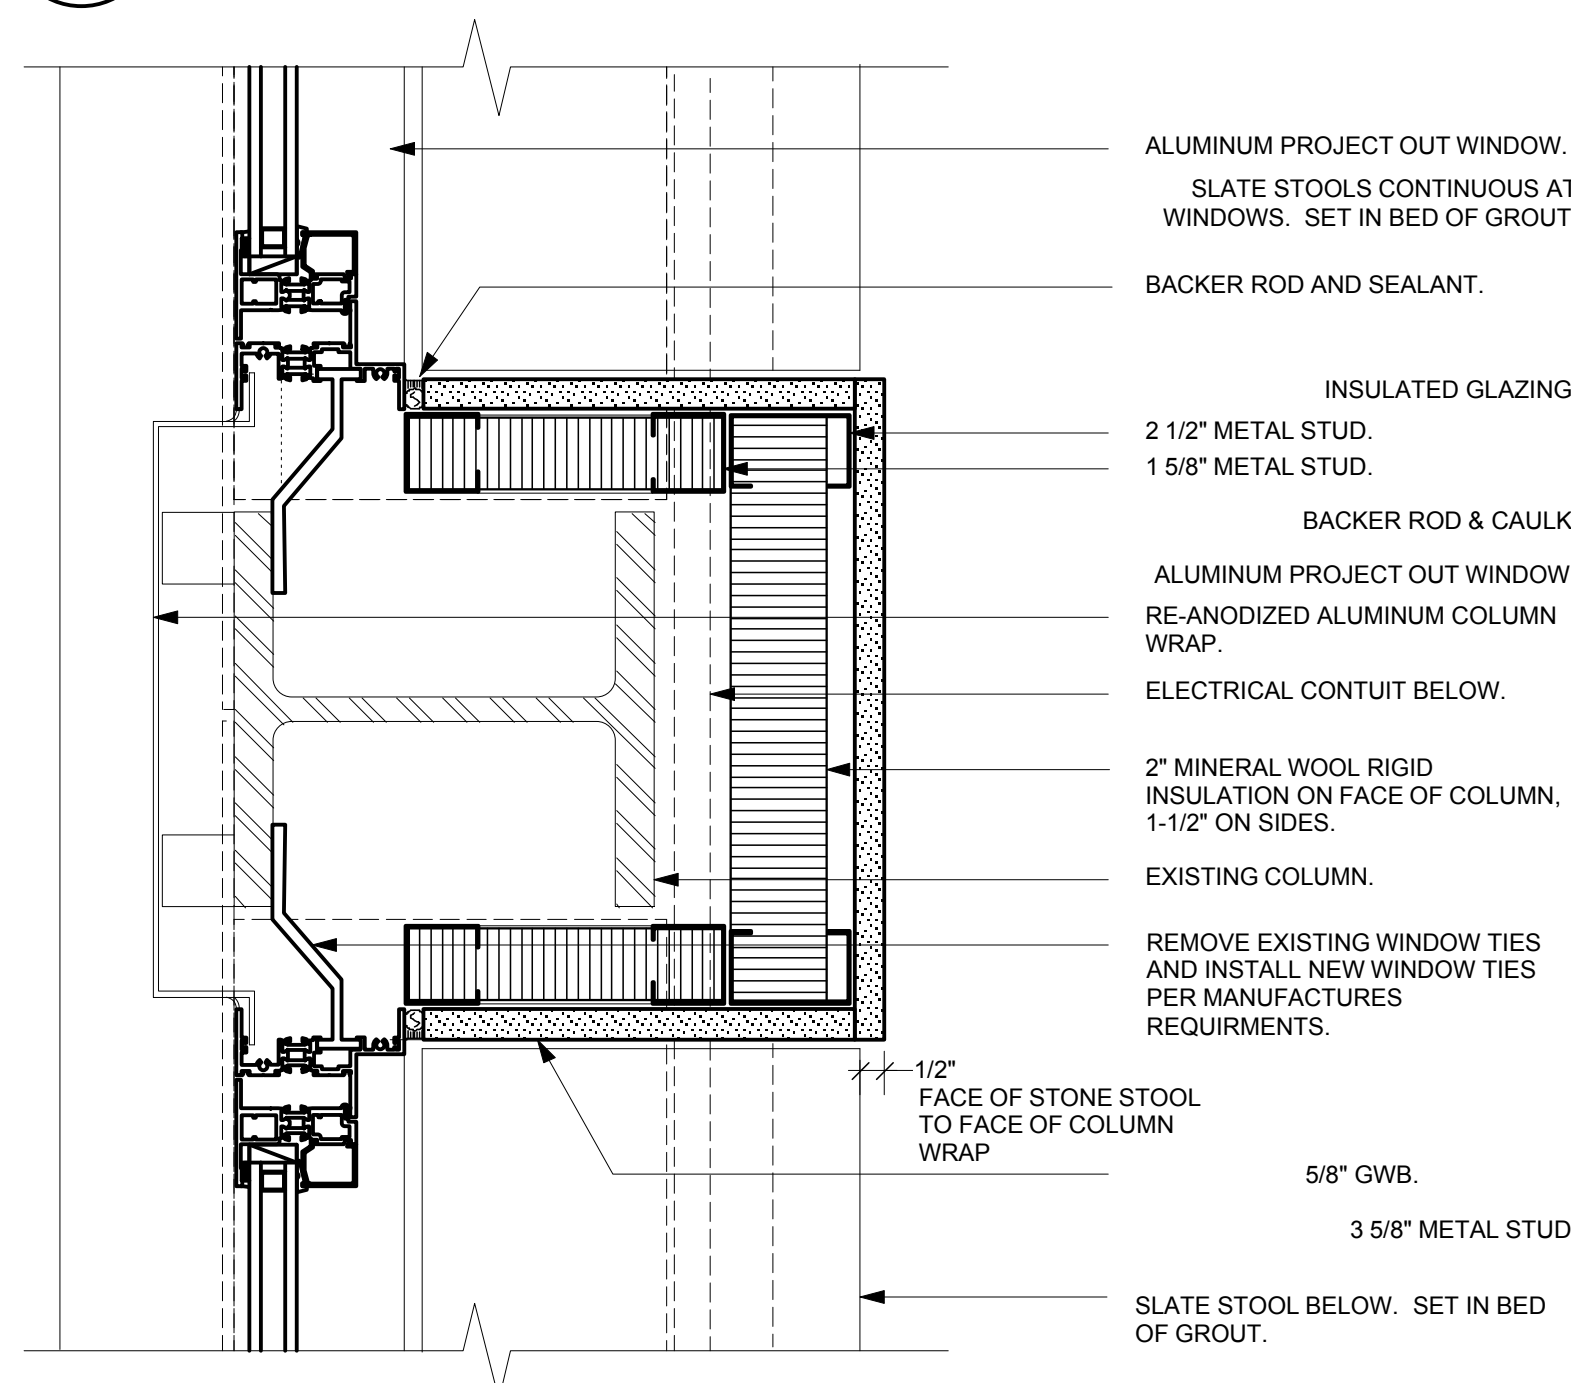 ALUMINUM PROJECT OUT WINDOW.
SLATE STOOLS CONTINUOUS AT
WINDOWS.  SET IN BED OF GROUT
BACKER ROD AND SEALANT.
INSULATED GLAZING
2 1/2" METAL STUD.
1 5/8" METAL STUD.
BACKER ROD & CAULK
ALUMINUM PROJECT OUT WINDOW
RE-ANODIZED ALUMINUM COLUMN
WRAP.
ELECTRICAL CONTUIT BELOW.
2" MINERAL WOOL RIGID
INSULATION ON FACE OF COLUMN,
1-1/2" ON SIDES.
EXISTING COLUMN.
REMOVE EXISTING WINDOW TIES
AND INSTALL NEW WINDOW TIES
PER MANUFACTURES
REQUIRMENTS.
1/2"
FACE OF STONE STOOL
TO FACE OF COLUMN
WRAP
5/8" GWB.
3 5/8" METAL STUD
SLATE STOOL BELOW.  SET IN BED
OF GROUT.